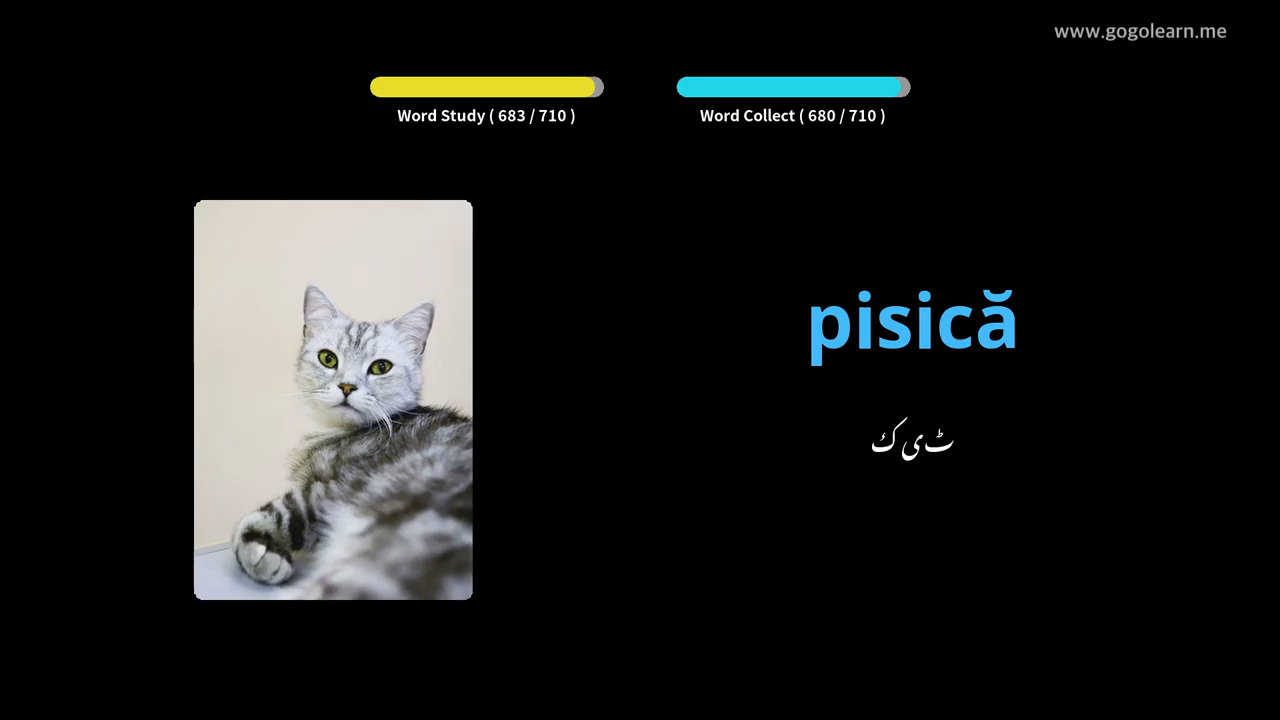 www.gogolearn.me
Word Study ( 683 / 710 )
Word Collect ( 680 / 710 )
pisică
ٹ ی ک